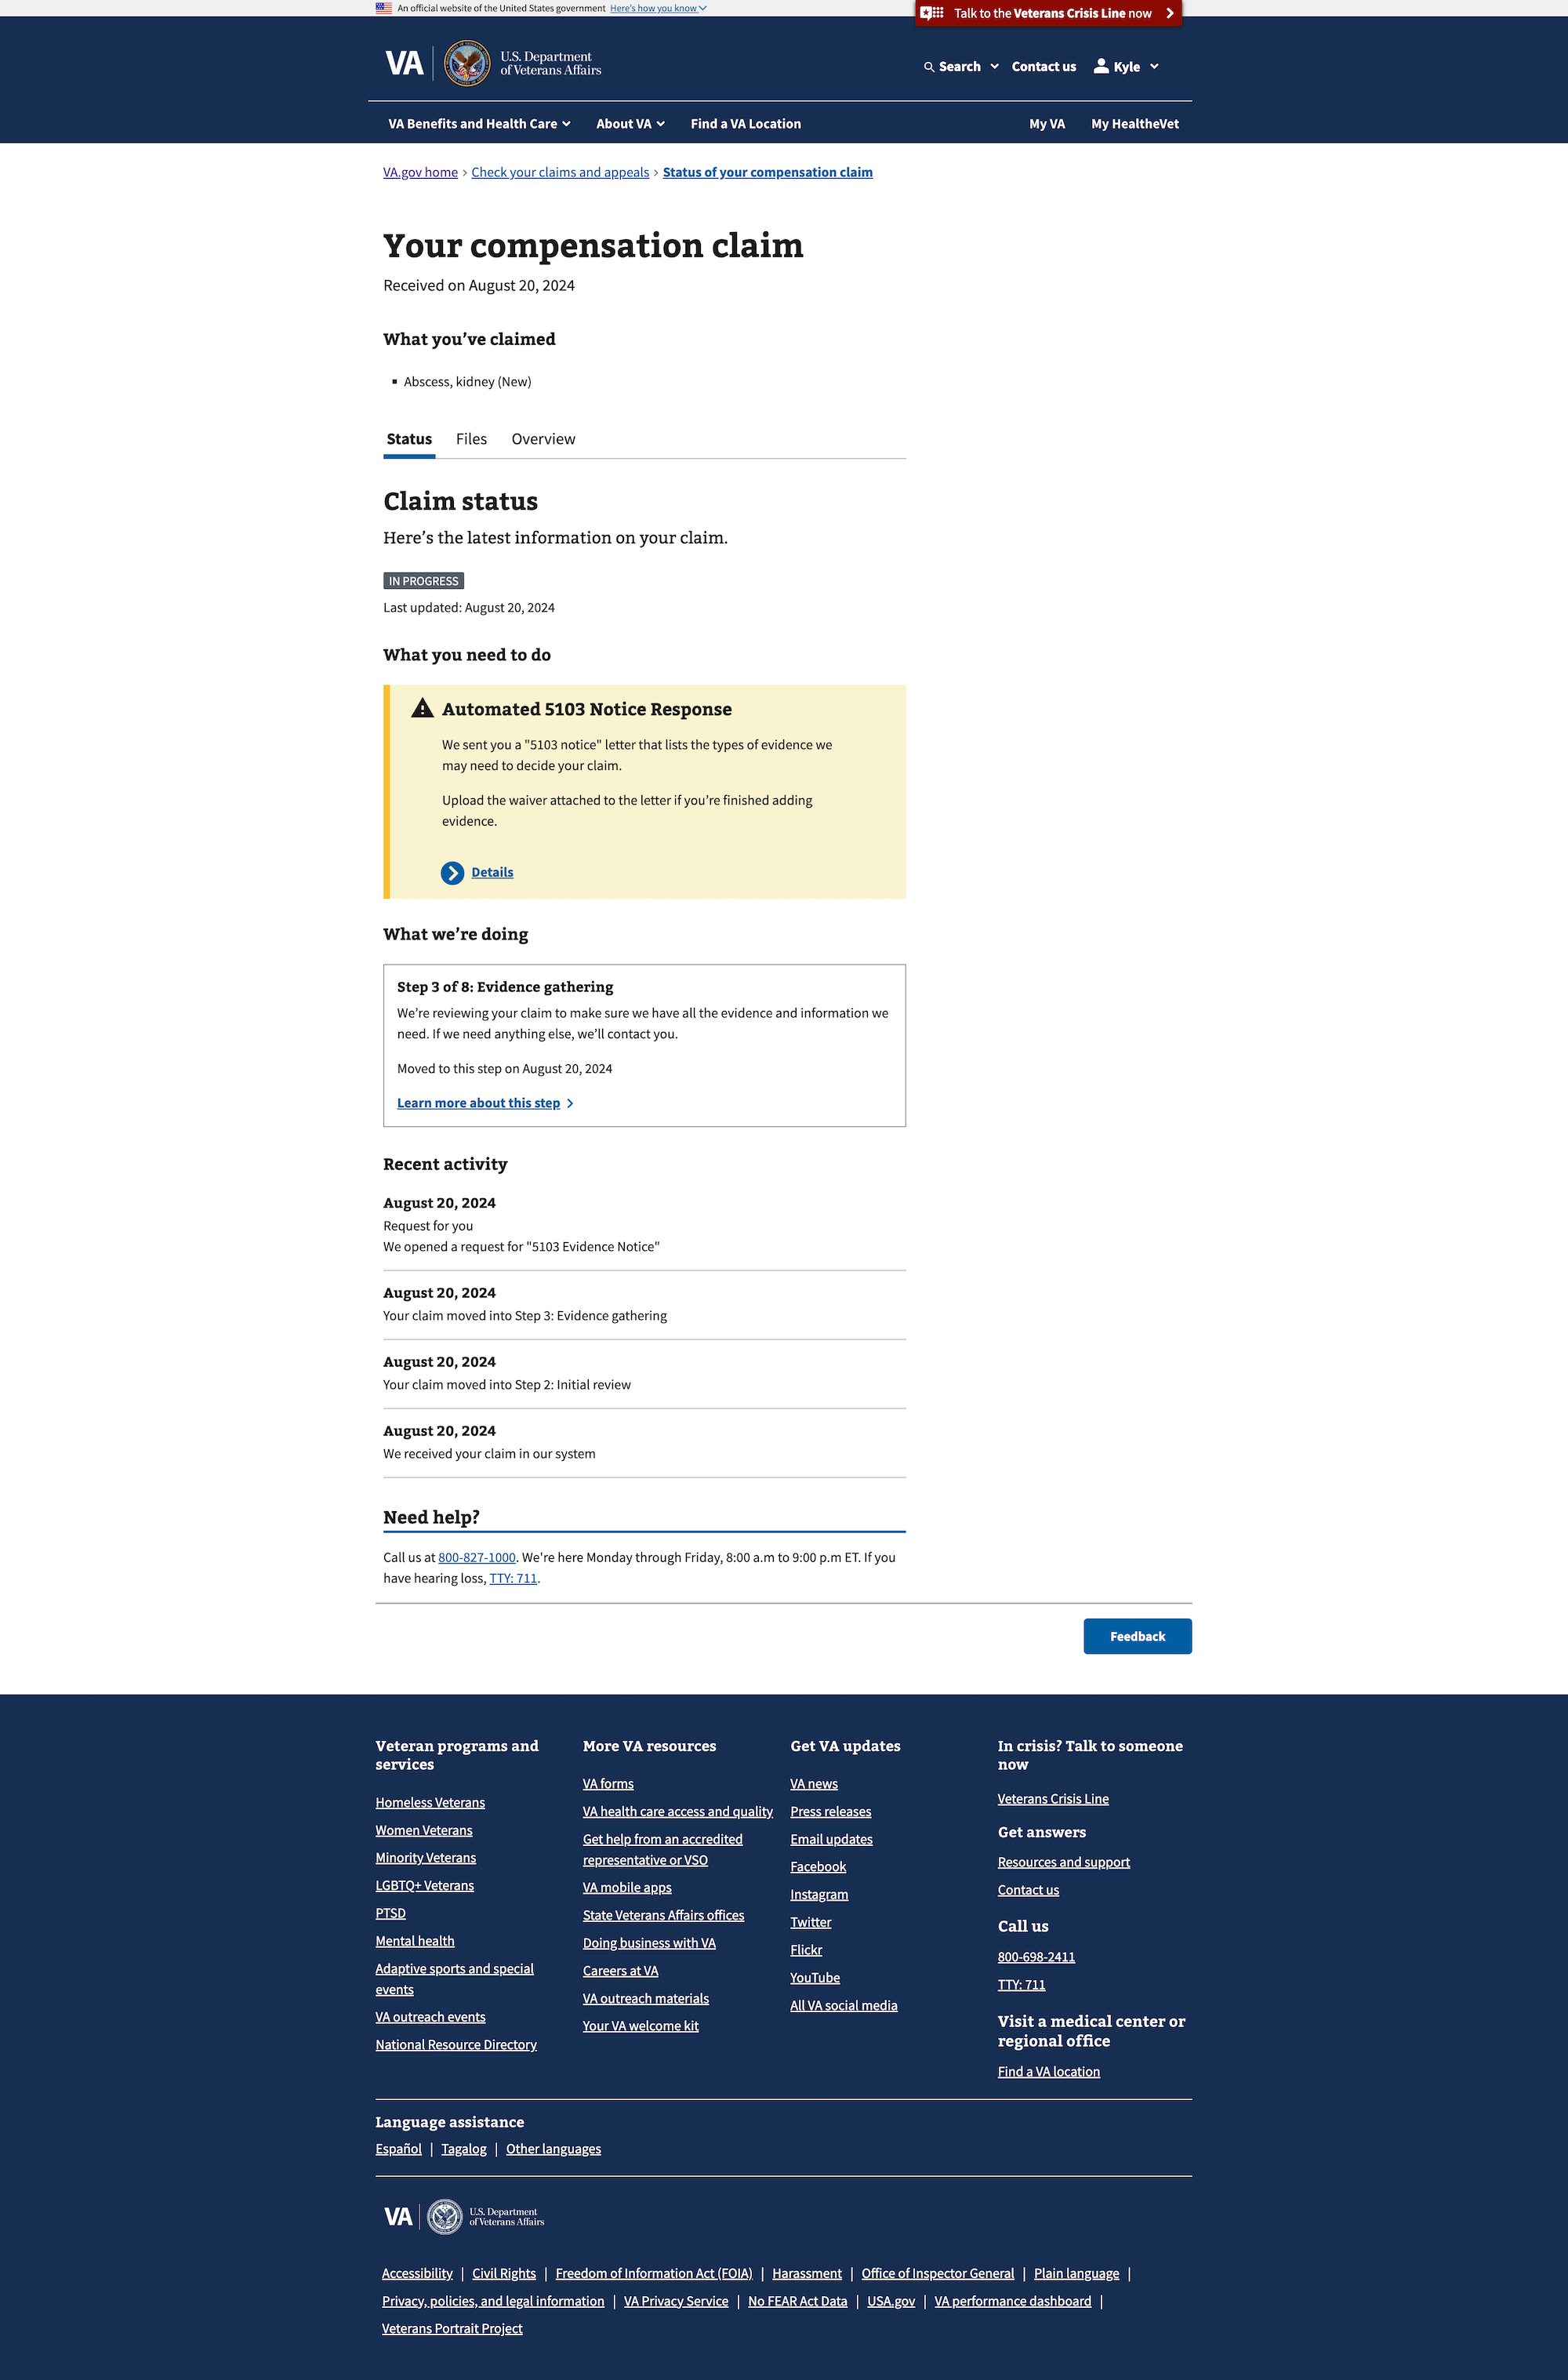 An official website of the United States government Here's how you know
Talk to the Veterans Crisis Line now
VA U.S. Department
of Veterans Affairs
Search Contact us Kyle
VA Benefits and Health Care About VA Find a VA Location My VA My HealtheVet
VA.gov home › Check your claims and appeals › Status of your compensation claim
Your compensation claim
Received on August 20, 2024
What you've claimed
▪ Abscess, kidney (New)
Status Files Overview
Claim status
Here's the latest information on your claim.
IN PROGRESS
Last updated: August 20, 2024
What you need to do
Automated 5103 Notice Response
We sent you a "5103 notice" letter that lists the types of evidence we
may need to decide your claim.
Upload the waiver attached to the letter if you're finished adding
evidence.
Details
What we're doing
Step 3 of 8: Evidence gathering
We're reviewing your claim to make sure we have all the evidence and information we
need. If we need anything else, we'll contact you.
Moved to this step on August 20, 2024
Learn more about this step
Recent activity
August 20, 2024
Request for you
We opened a request for "5103 Evidence Notice"
August 20, 2024
Your claim moved into Step 3: Evidence gathering
August 20, 2024
Your claim moved into Step 2: Initial review
August 20, 2024
We received your claim in our system
Need help?
Call us at 800-827-1000. We're here Monday through Friday, 8:00 a.m to 9:00 p.m ET. If you
have hearing loss, TTY: 711.
Feedback
Veteran programs and
services
Homeless Veterans
Women Veterans
Minority Veterans
LGBTQ+ Veterans
PTSD
Mental health
Adaptive sports and special
events
VA outreach events
National Resource Directory
More VA resources
VA forms
VA health care access and quality
Get help from an accredited
representative or VSO
VA mobile apps
State Veterans Affairs offices
Doing business with VA
Careers at VA
VA outreach materials
Your VA welcome kit
Get VA updates
VA news
Press releases
Email updates
Facebook
Instagram
Twitter
Flickr
YouTube
All VA social media
In crisis? Talk to someone
now
Veterans Crisis Line
Get answers
Resources and support
Contact us
Call us
800-698-2411
TTY: 711
Visit a medical center or
regional office
Find a VA location
Language assistance
Español | Tagalog | Other languages
VA U.S. Department
of Veterans Affairs
Accessibility | Civil Rights | Freedom of Information Act (FOIA) | Harassment | Office of Inspector General | Plain language |
Privacy, policies, and legal information | VA Privacy Service | No FEAR Act Data | USA.gov | VA performance dashboard |
Veterans Portrait Project